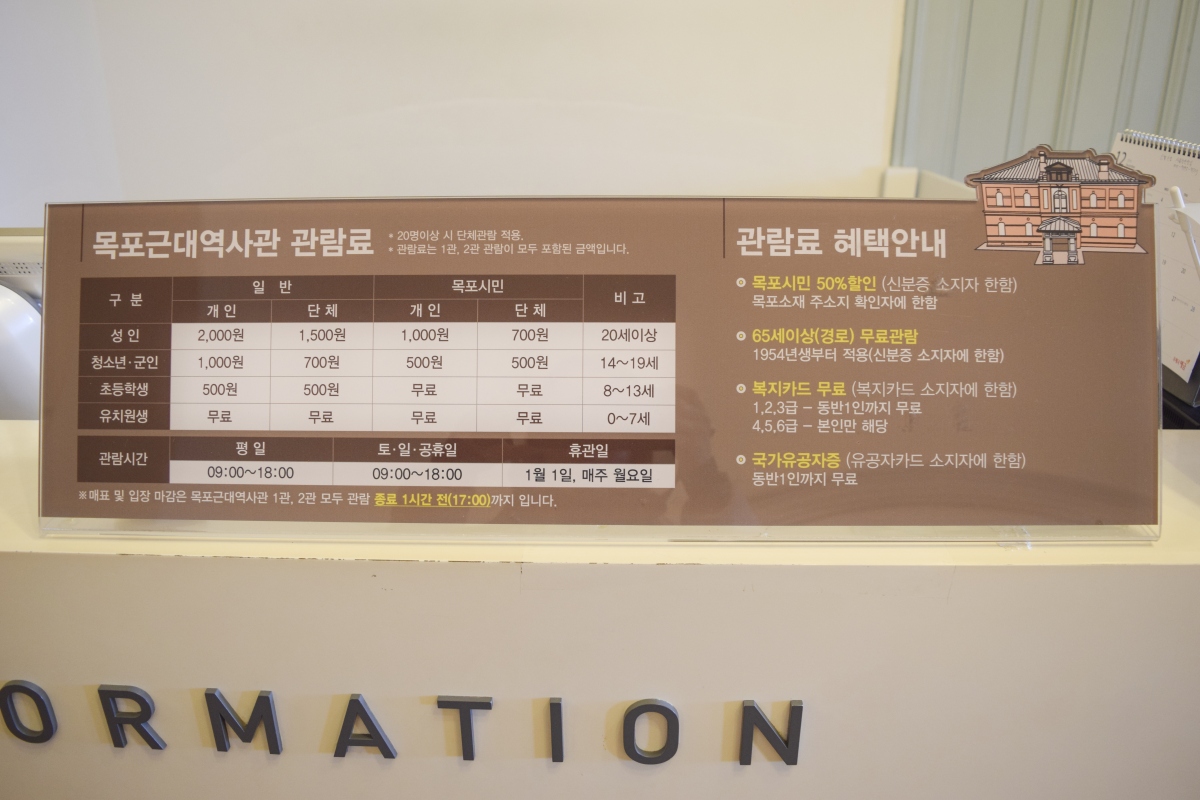 목포근대역사관 관람료
• 20명이상 시 단체관람 적용.
• 관람료는 1관, 2관 관람이 모두 포함된 금액입니다.
구 분 일 반 목포시민 비 고
개 인 단 체 개 인 단 체
성 인 2,000원 1,500원 1,000원 700원 20세이상
청소년·군인 1,000원 700원 500원 500원 14～19세
초등학생 500원 500원 무료 무료 8～13세
유치원생 무료 무료 무료 무료 0～7세
관람시간 평 일 토·일·공휴일 휴관일
09:00～18:00 09:00～18:00 1월 1일, 매주 월요일
※매표 및 입장 마감은 목포근대역사관 1관, 2관 모두 관람 종료 1시간 전(17:00)까지 입니다.
관람료 혜택안내
목포시민 50%할인 (신분증 소지자 한함)
목포소재 주소지 확인자에 한함
65세이상(경로) 무료관람
1954년생부터 적용(신분증 소지자에 한함)
복지카드 무료 (복지카드 소지자에 한함)
1,2,3급 – 동반1인까지 무료
4,5,6급 – 본인만 해당
국가유공자증 (유공자카드 소지자에 한함)
동반1인까지 무료
12
ORMATION